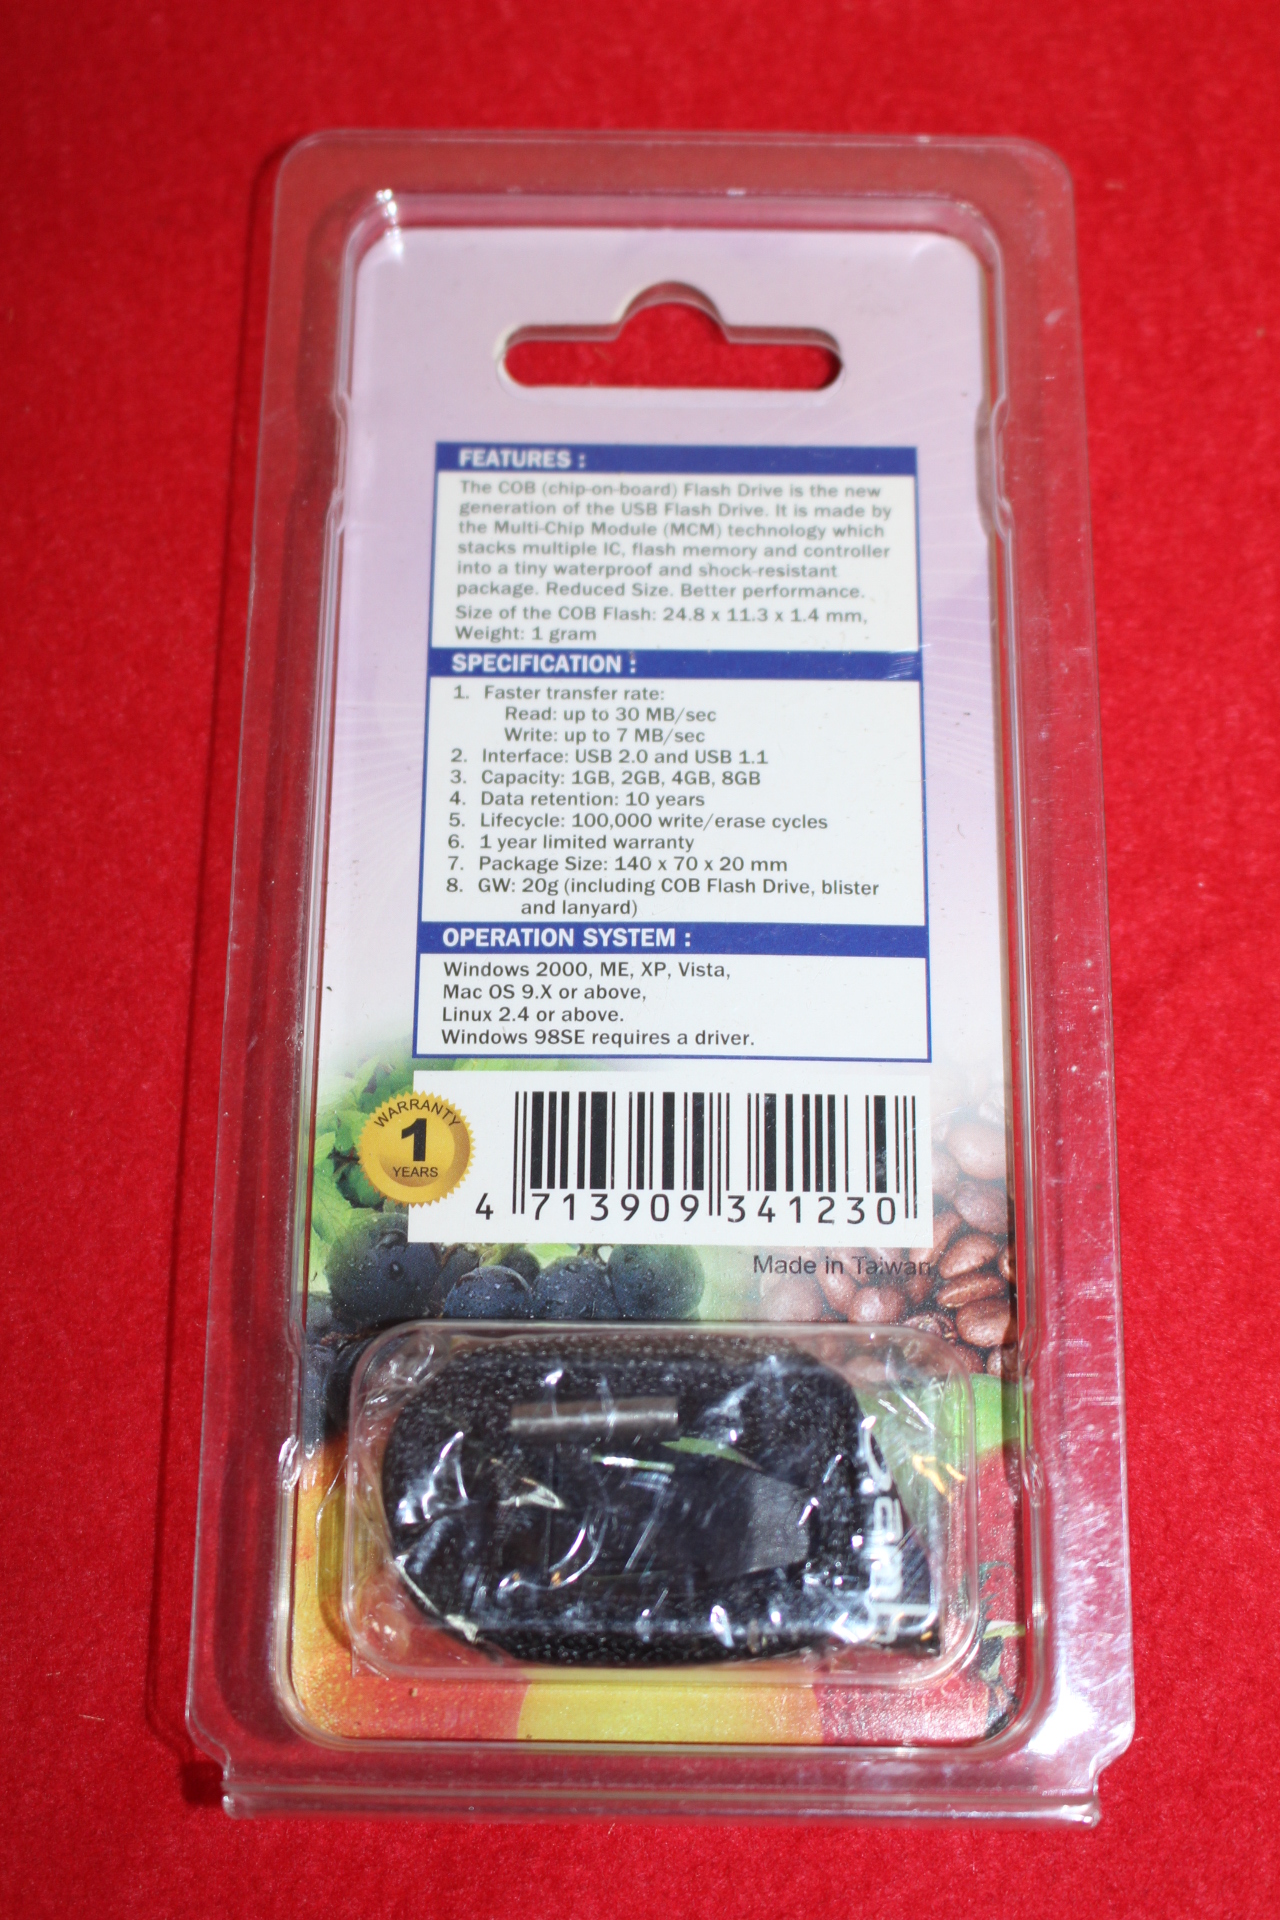 FEATURES :
The COB (chip-on-board) Flash Drive is the new
generation of the USB Flash Drive. It is made by
the Multi-Chip Module (MCM) technology which
stacks multiple IC, flash memory and controller
into a tiny waterproof and shock-resistant
package. Reduced Size. Better performance.
Size of the COB Flash: 24.8 x 11.3 x 1.4 mm,
Weight: 1 gram
SPECIFICATION :
1. Faster transfer rate:
Read: up to 30 MB/sec
Write: up to 7 MB/sec
2. Interface: USB 2.0 and USB 1.1
3. Capacity: 1GB, 2GB, 4GB, 8GB
4. Data retention: 10 years
5. Lifecycle: 100,000 write/erase cycles
6. 1 year limited warranty
7. Package Size: 140 x 70 x 20 mm
8. GW: 20g (including COB Flash Drive, blister
and lanyard)
OPERATION SYSTEM :
Windows 2000, ME, XP, Vista,
Mac OS 9.X or above,
Linux 2.4 or above.
Windows 98SE requires a driver.
WARRANTY
1
YEARS
4 713909 341230
Made in Taiwan